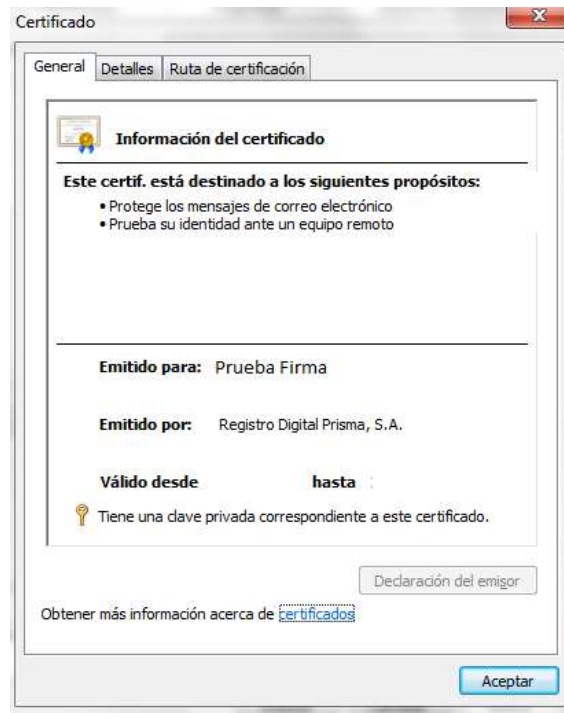 Certificado
General Detalles Ruta de certificación
Información del certificado
Este certif. está destinado a los siguientes propósitos:
• Protege los mensajes de correo electrónico
• Prueba su identidad ante un equipo remoto
Emitido para: Prueba Firma
Emitido por: Registro Digital Prisma, S.A.
Válido desde hasta
Tiene una clave privada correspondiente a este certificado.
Declaración del emisor
Obtener más información acerca de certificados
Aceptar